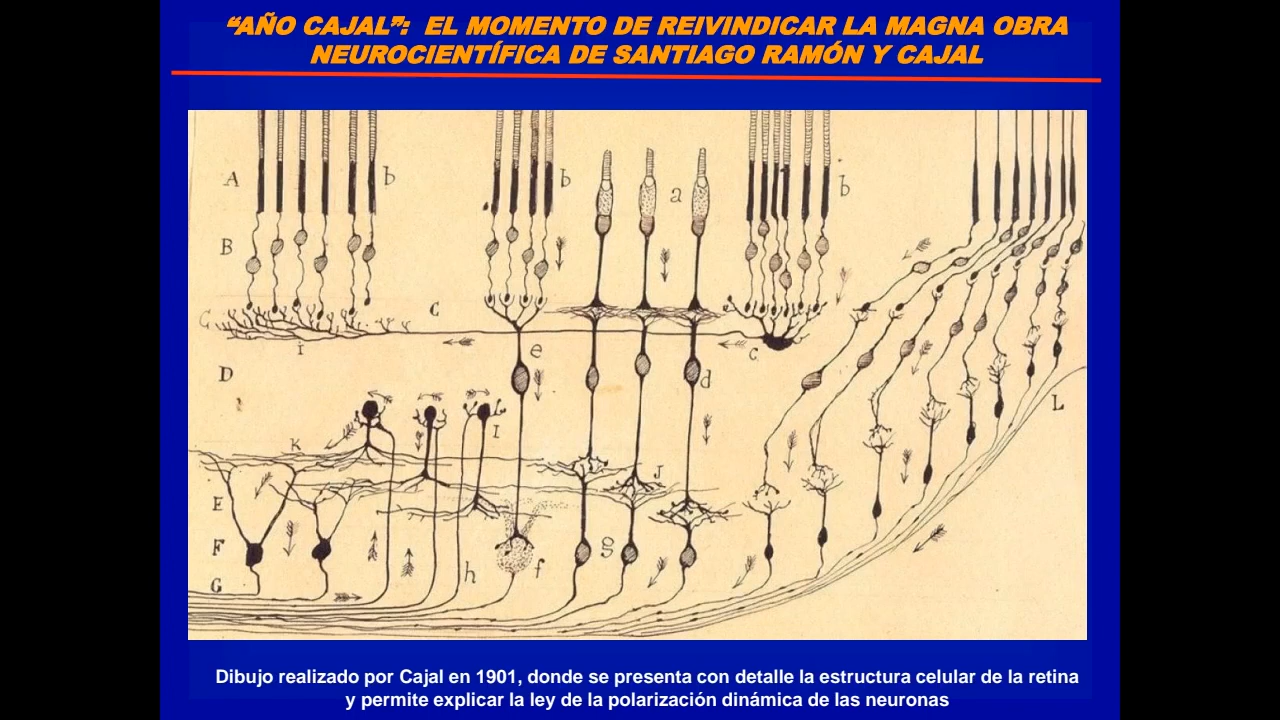 “AÑO CAJAL”: EL MOMENTO DE REIVINDICAR LA MAGNA OBRA
NEUROCIENTÍFICA DE SANTIAGO RAMÓN Y CAJAL
A b b a b
B
C c
i e c
D d
L
I
K
J
E
F g
h f
G
Dibujo realizado por Cajal en 1901, donde se presenta con detalle la estructura celular de la retina
y permite explicar la ley de la polarización dinámica de las neuronas